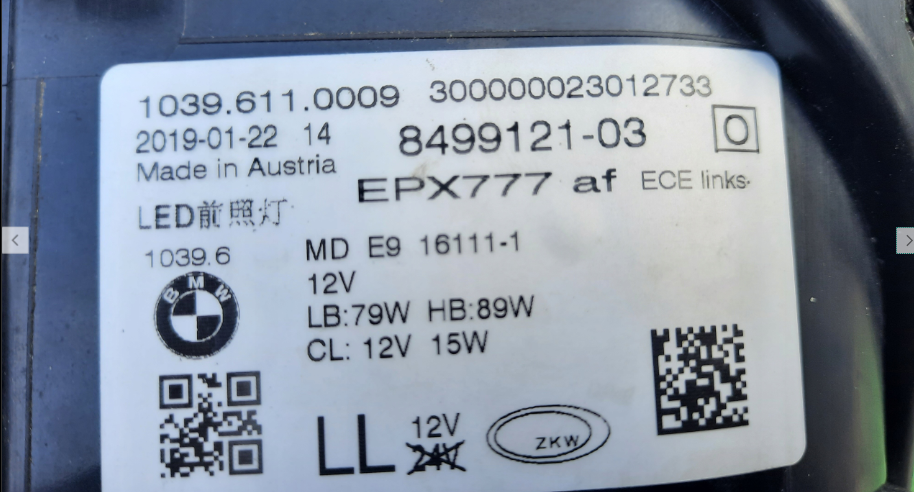 1039.611.0009 300000023012733
2019-01-22 14 8499121-03 O
Made in Austria EPX777 af ECE links
LED前照灯
1039.6 MD E9 16111-1
BMW 12V
LB:79W HB:89W
CL: 12V 15W
LL 12V ZKW
24V